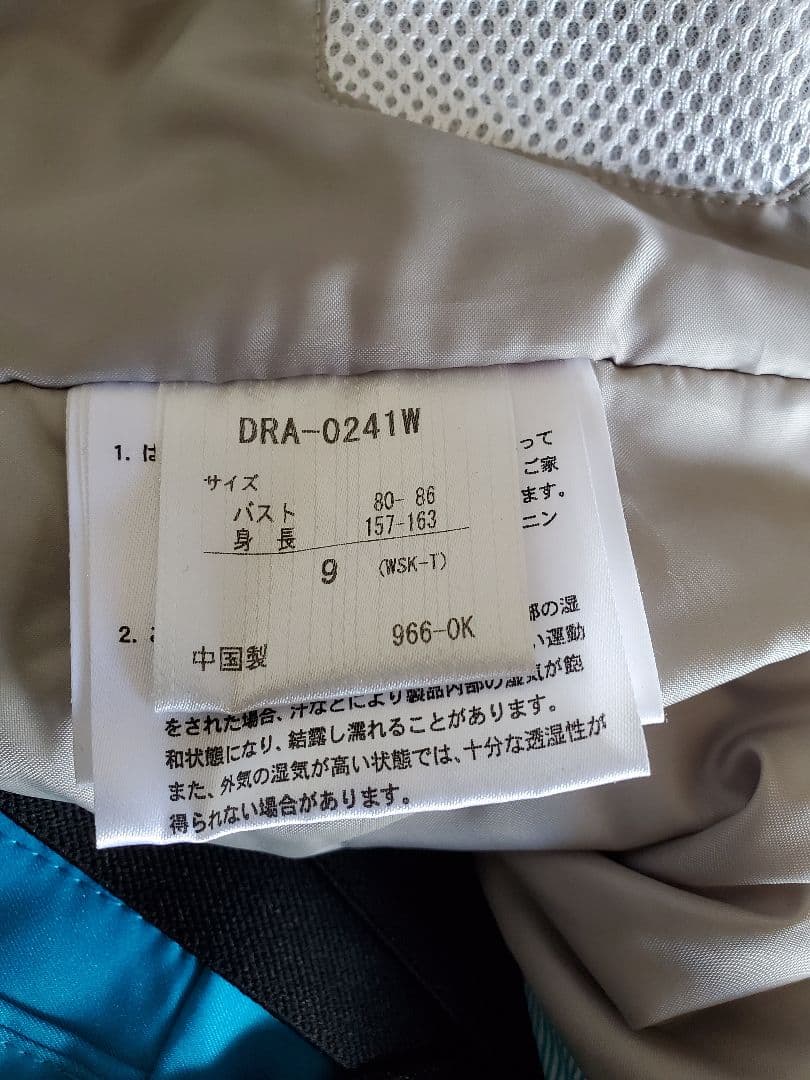 DRA-0241W
サイズ
バスト 80- 86
身長 157-163
9 (WSK-T)
966-OK
中国製
1. は
って
ご家
ます。
ニン
2.
部の湿
い運動
をされた場合、汗などにより製品内部の湿気が飽
和状態になり、結露し濡れることがあります。
また、外気の湿気が高い状態では、十分な透湿性が
得られない場合があります。